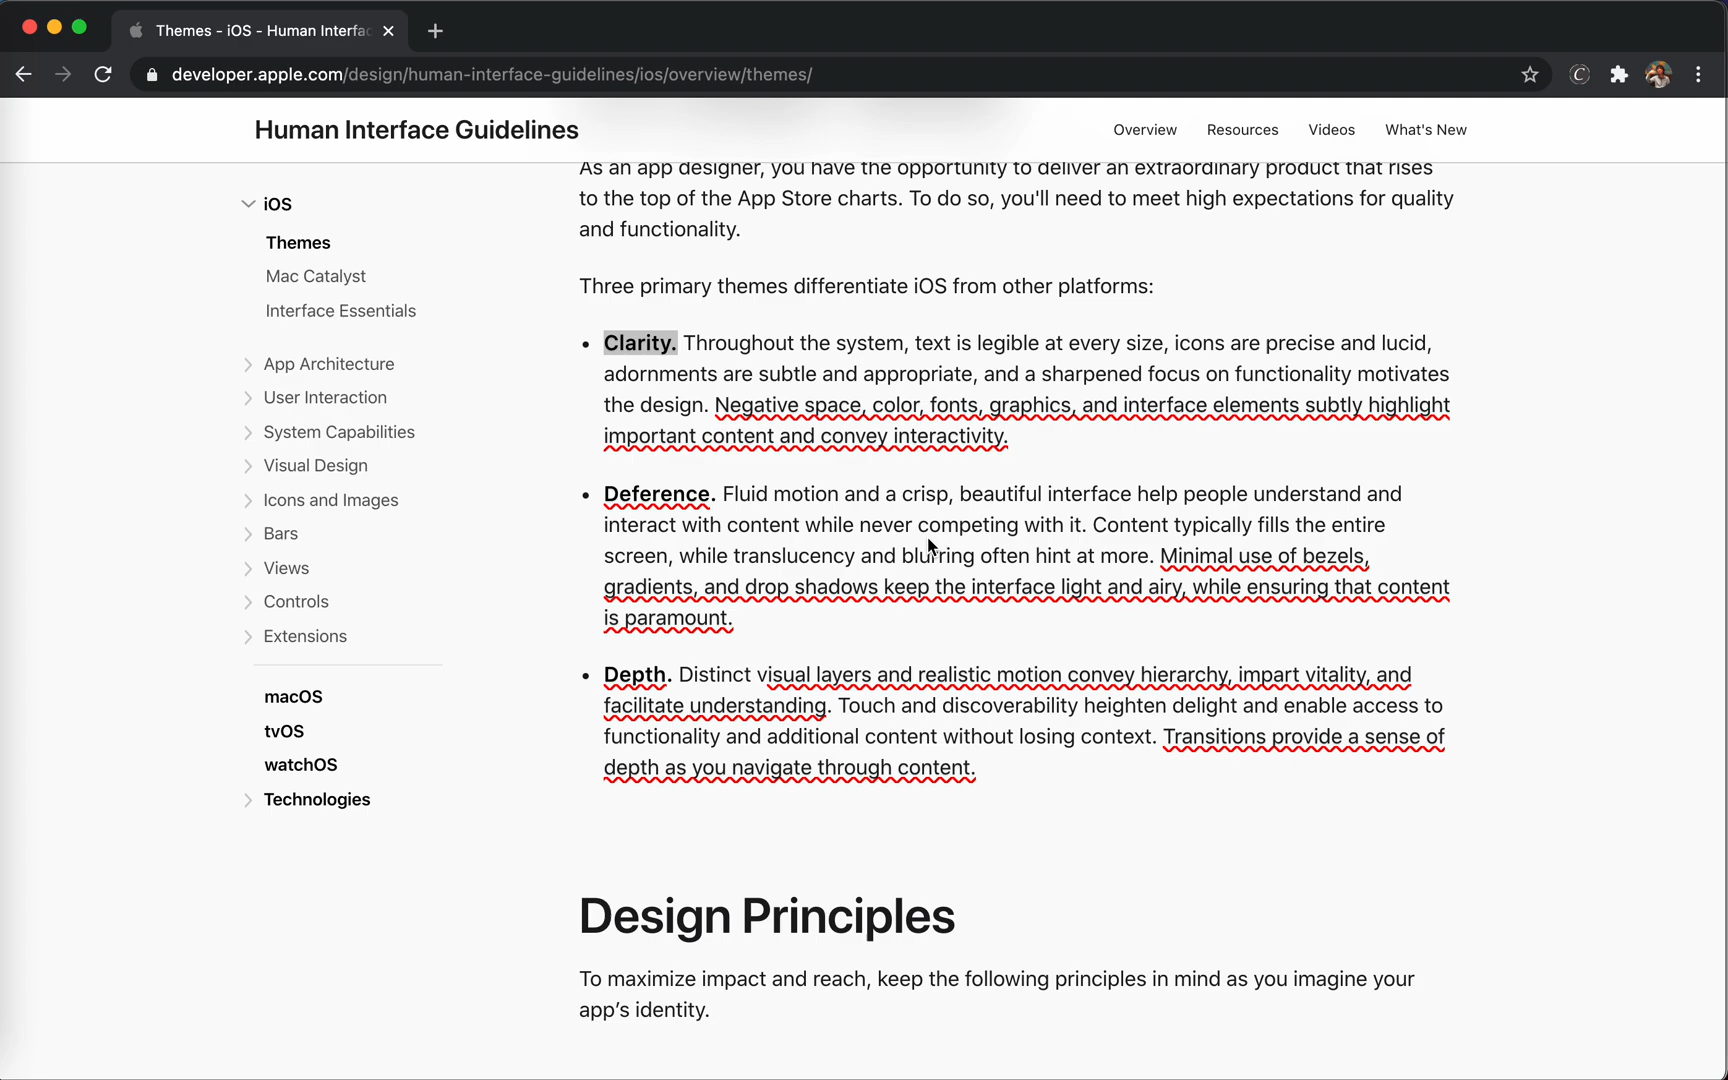 Themes - iOS - Human Interfac
developer.apple.com/design/human-interface-guidelines/ios/overview/themes/
C
Human Interface Guidelines
Overview
Resources
Videos
What's New
iOS
Themes
Mac Catalyst
Interface Essentials
App Architecture
User Interaction
System Capabilities
Visual Design
Icons and Images
Bars
Views
Controls
Extensions
macOS
tvOS
watchOS
Technologies
As an app designer, you have the opportunity to deliver an extraordinary product that rises
to the top of the App Store charts. To do so, you'll need to meet high expectations for quality
and functionality.
Three primary themes differentiate iOS from other platforms:
• Clarity. Throughout the system, text is legible at every size, icons are precise and lucid,
adornments are subtle and appropriate, and a sharpened focus on functionality motivates
the design. Negative space, color, fonts, graphics, and interface elements subtly highlight
important content and convey interactivity.
• Deference. Fluid motion and a crisp, beautiful interface help people understand and
interact with content while never competing with it. Content typically fills the entire
screen, while translucency and blurring often hint at more. Minimal use of bezels,
gradients, and drop shadows keep the interface light and airy, while ensuring that content
is paramount.
• Depth. Distinct visual layers and realistic motion convey hierarchy, impart vitality, and
facilitate understanding. Touch and discoverability heighten delight and enable access to
functionality and additional content without losing context. Transitions provide a sense of
depth as you navigate through content.
Design Principles
To maximize impact and reach, keep the following principles in mind as you imagine your
app’s identity.